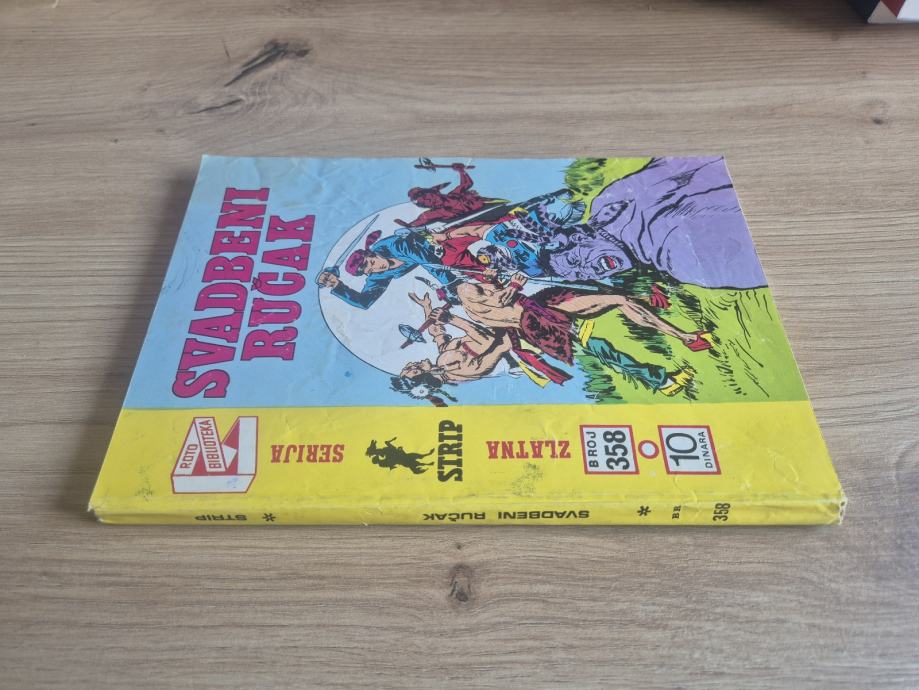 SVADBENI
RUČAK
ROTO
BIBLIOTEKA
ZLATNA
STRIP
SERIJA
BROJ
358
10
DINARA
STRIP * SVADBENI RUČAK * BR 358